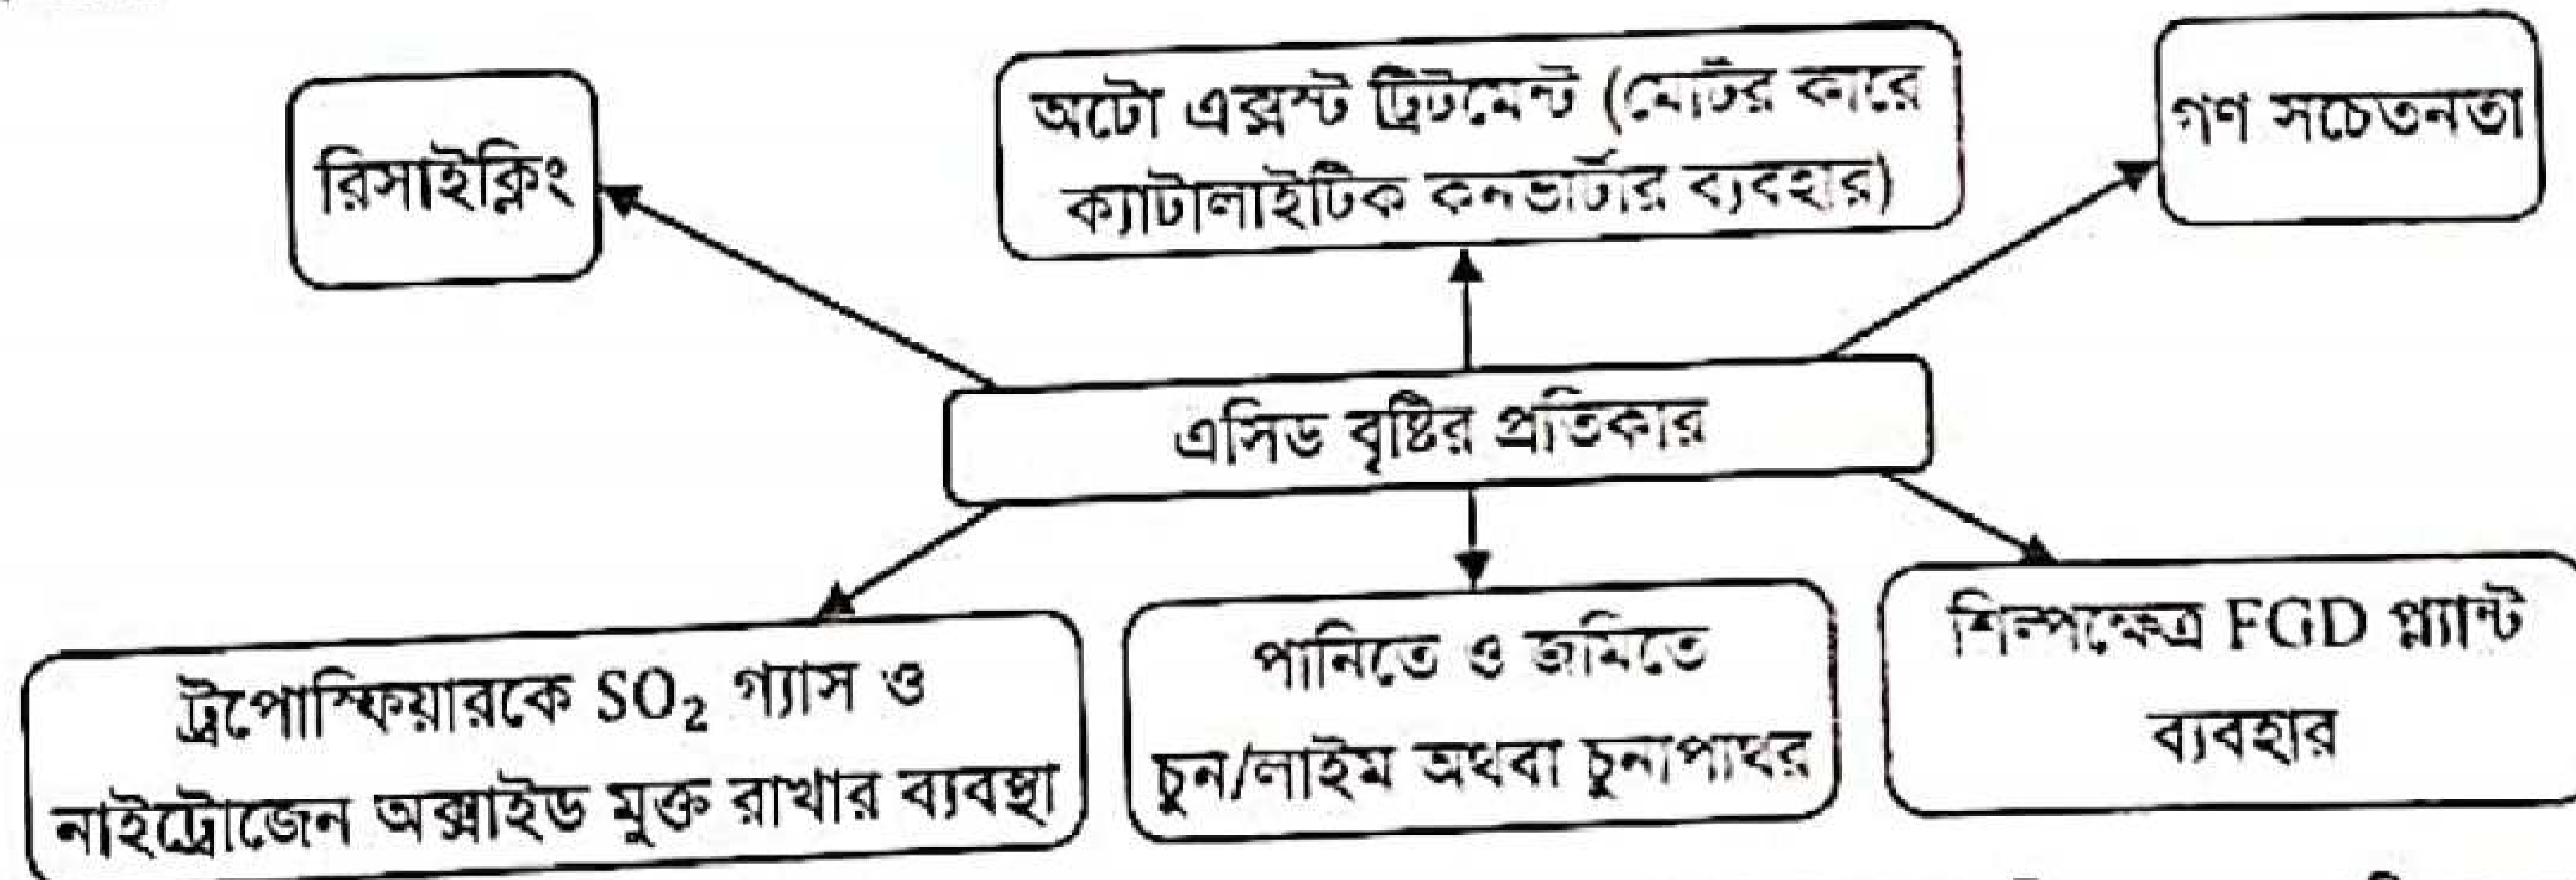 রিসাইক্লিং
অটো এক্সস্ট ট্রিটমেন্ট (মোটর কারে
ক্যাটালাইটিক কনভার্টার ব্যবহার)
গণ সচেতনতা
এসিড বৃষ্টির প্রতিকার
ট্রপোস্ফিয়ারকে SO₂ গ্যাস ও
নাইট্রোজেন অক্সাইড মুক্ত রাখার ব্যবস্থা
পানিতে ও জমিতে
চুন/লাইম অথবা চুনাপাথর
শিল্পক্ষেত্র FGD প্ল্যান্ট
ব্যবহার